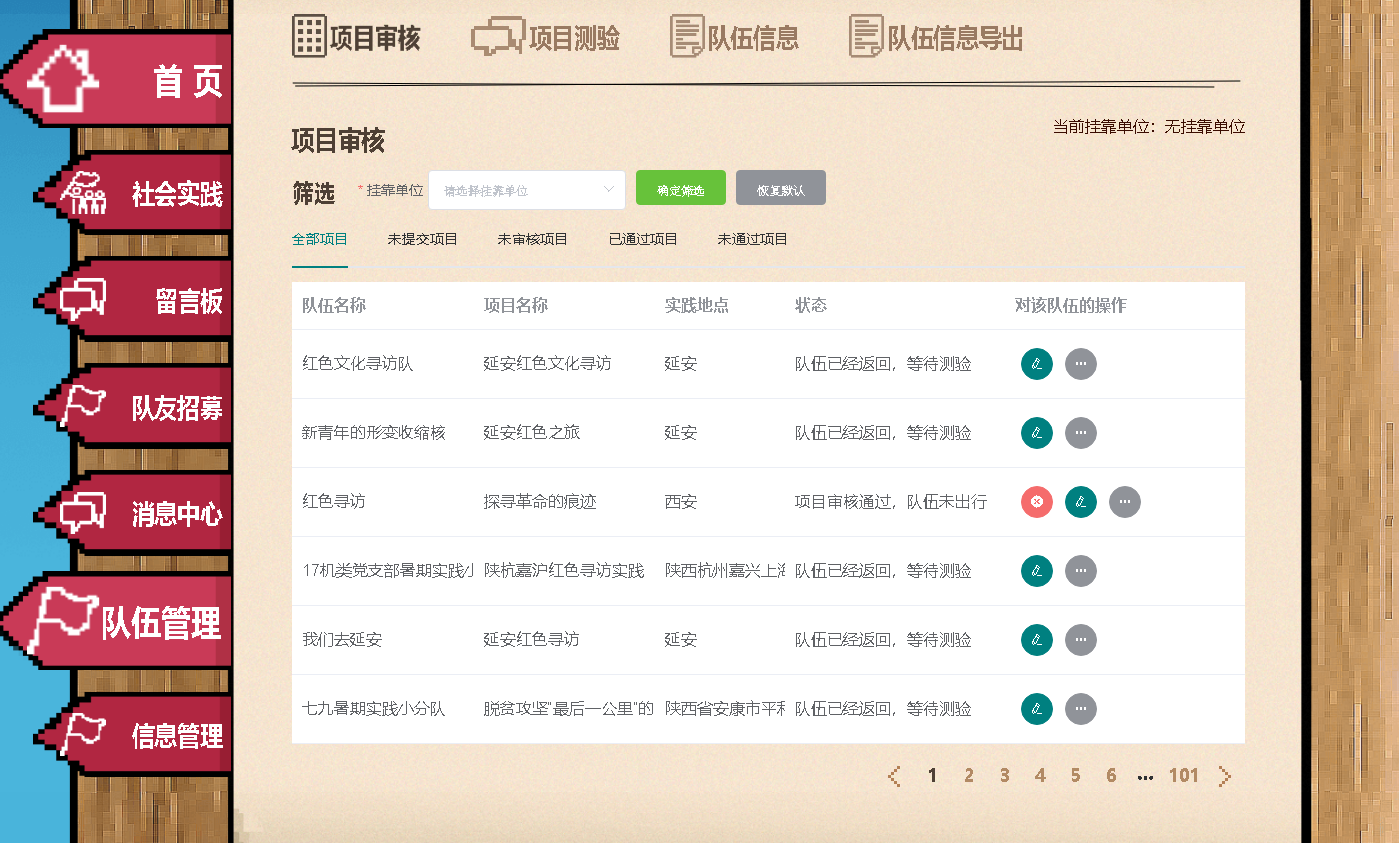 项目审核 项目测验 队伍信息 队伍信息导出
首 页
社会实践
留言板
队友招募
消息中心
队伍管理
信息管理
项目审核
当前挂靠单位：无挂靠单位
筛选 * 挂靠单位 请选择挂靠单位 确定筛选 恢复默认
全部项目 未提交项目 未审核项目 已通过项目 未通过项目
队伍名称 项目名称 实践地点 状态 对该队伍的操作
红色文化寻访队 延安红色文化寻访 延安 队伍已经返回，等待测验
新青年的形变收缩核 延安红色之旅 延安 队伍已经返回，等待测验
红色寻访 探寻革命的痕迹 西安 项目审核通过，队伍未出行
17机类党支部暑期实践小 陕杭嘉沪红色寻访实践 陕西杭州嘉兴上海 队伍已经返回，等待测验
我们去延安 延安红色寻访 延安 队伍已经返回，等待测验
七九暑期实践小分队 脱贫攻坚"最后一公里"的 陕西省安康市平利 队伍已经返回，等待测验
1 2 3 4 5 6 ... 101